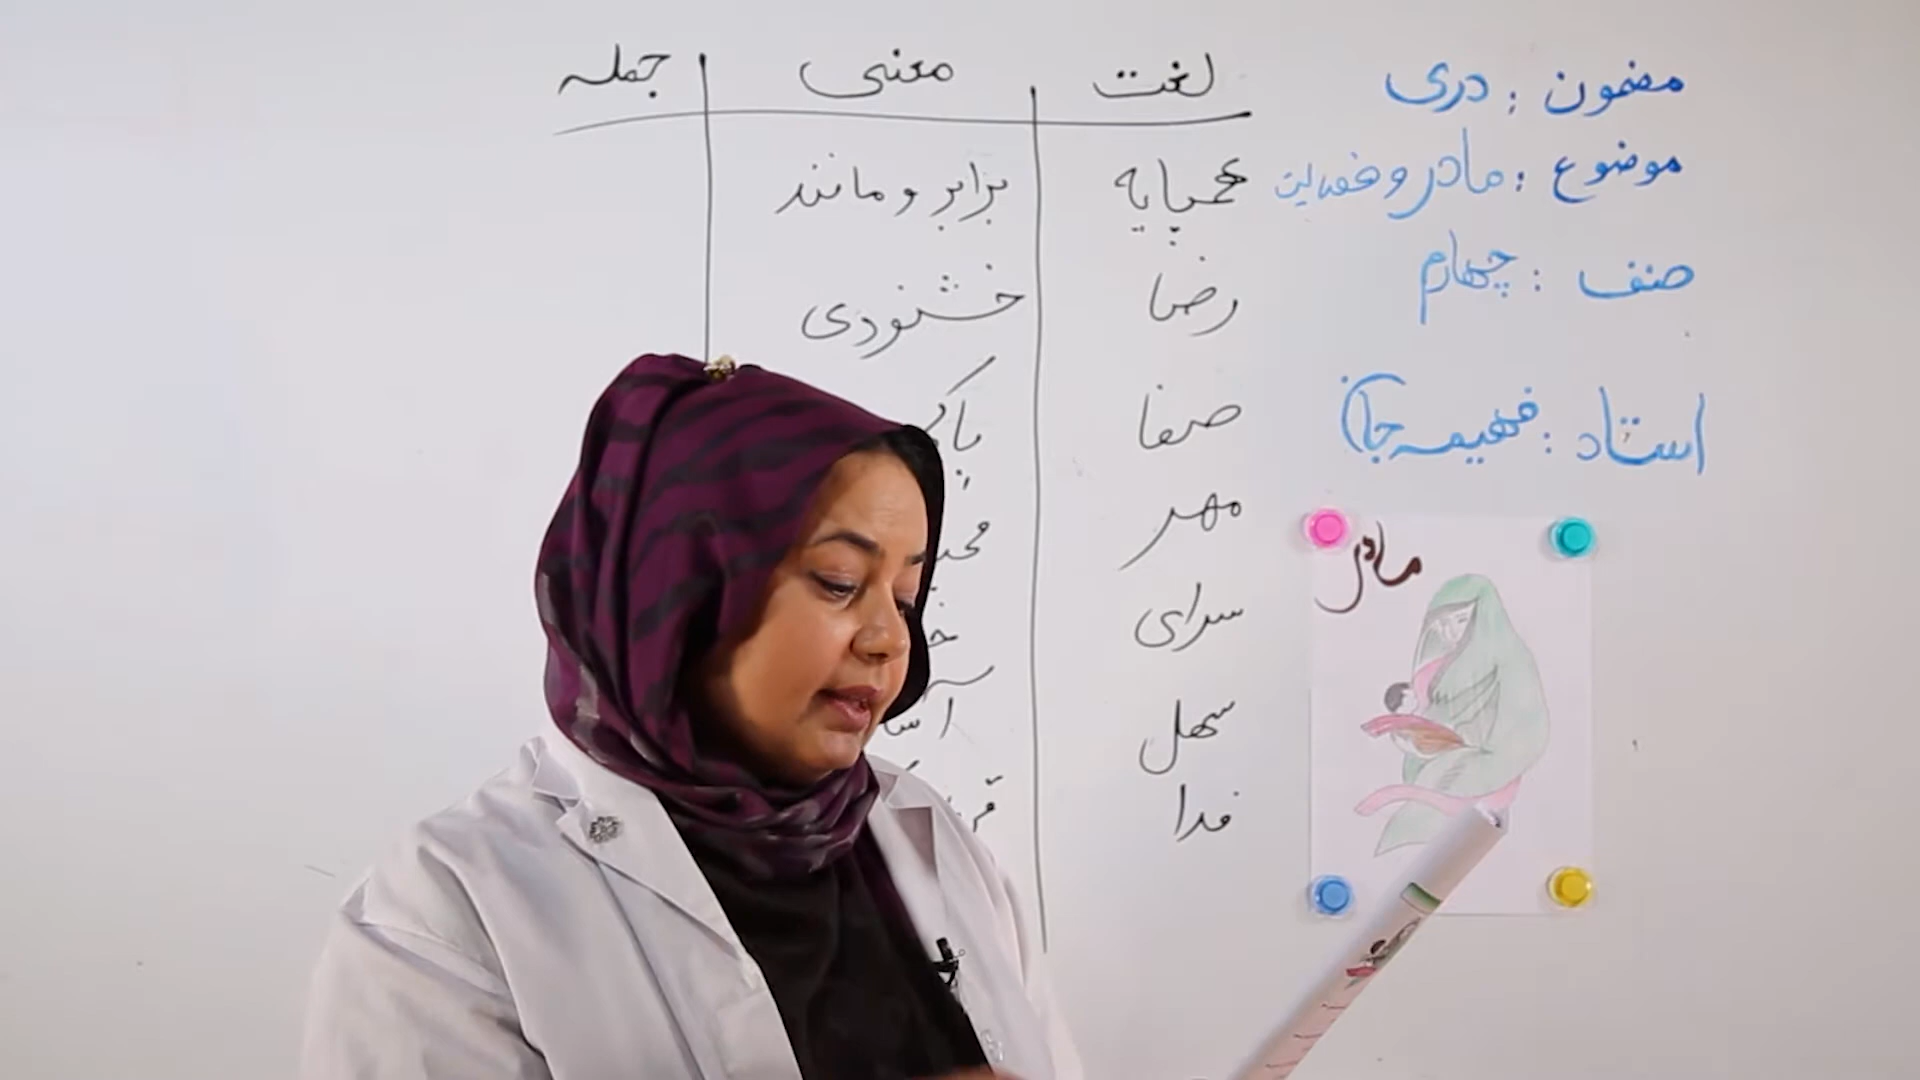 مضمون : دری
موضوع : مادر و فعالیت
صنف : چهارم
استاد : فهیمه جان
مادر
لغت معنی جمله
همپایه برابر و مانند
رضا خشنودی
صفا
مهر
سرای
سهل
فدا